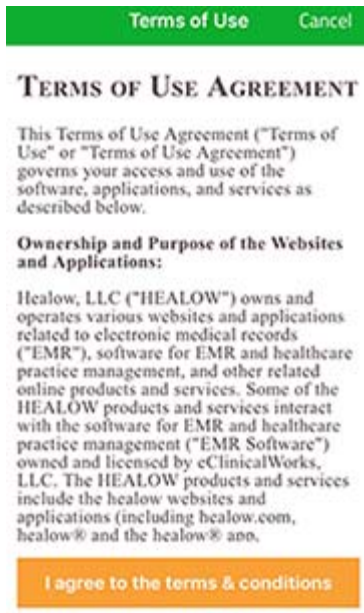 Terms of Use Cancel
TERMS OF USE AGREEMENT
This Terms of Use Agreement ("Terms of
Use" or "Terms of Use Agreement")
governs your access and use of the
software, applications, and services as
described below.
Ownership and Purpose of the Websites
and Applications:
Healow, LLC ("HEALOW") owns and
operates various websites and applications
related to electronic medical records
("EMR"), software for EMR and healthcare
practice management, and other related
online products and services. Some of the
HEALOW products and services interact
with the software for EMR and healthcare
practice management ("EMR Software")
owned and licensed by eClinicalWorks,
LLC. The HEALOW products and services
include the healow websites and
applications (including healow.com,
healow® and the healow® app,
I agree to the terms & conditions